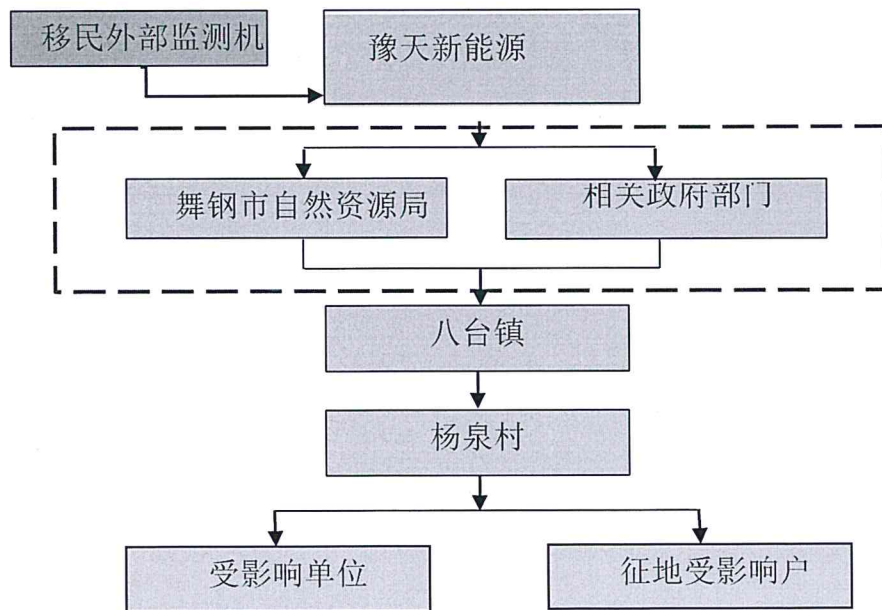 移民外部监测机
豫天新能源
舞钢市自然资源局
相关政府部门
八台镇
杨泉村
受影响单位
征地受影响户